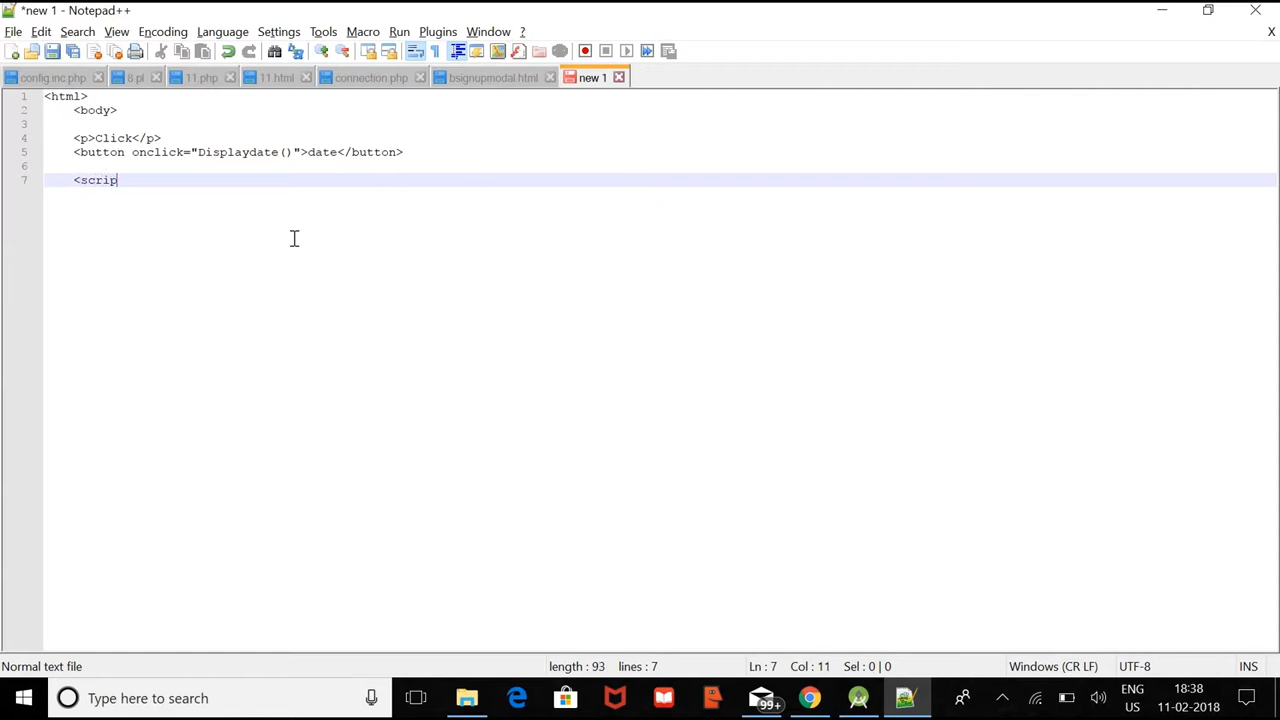 *new 1 - Notepad++
File Edit Search View Encoding Language Settings Tools Macro Run Plugins Window ? X
config.inc.php 8 pl 11.php 11.html connection.php bsignupmodal.html new 1
1 <html>
2 <body>
3
4 <p>Click</p>
5 <button onclick="Displaydate()">date</button>
6
7 <scrip
Normal text file length : 93 lines : 7 Ln : 7 Col : 11 Sel : 0 | 0 Windows (CR LF) UTF-8 INS
Type here to search 99+ ENG US 18:38 11-02-2018